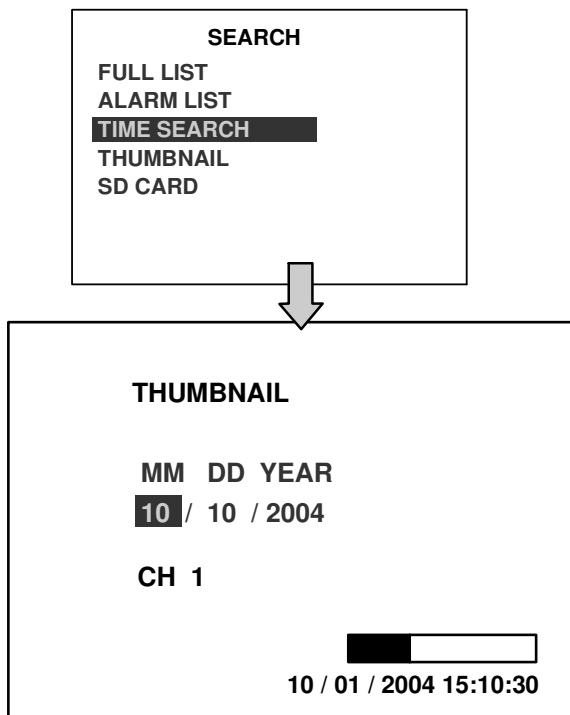 SEARCH
FULL LIST
ALARM LIST
TIME SEARCH
THUMBNAIL
SD CARD
THUMBNAIL
MM DD YEAR
10 / 10 / 2004
CH 1
10 / 01 / 2004 15:10:30